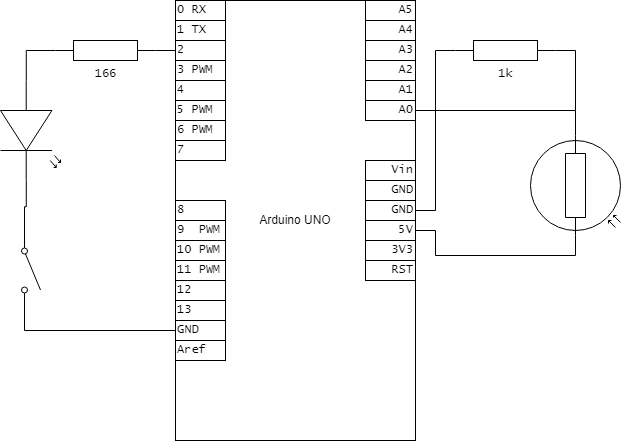 0 RX
1 TX
2
3 PWM
4
5 PWM
6 PWM
7
8
9 PWM
10 PWM
11 PWM
12
13
GND
Aref
166
Arduino UNO
A5
A4
A3
A2
A1
A0
Vin
GND
GND
5V
3V3
RST
1k